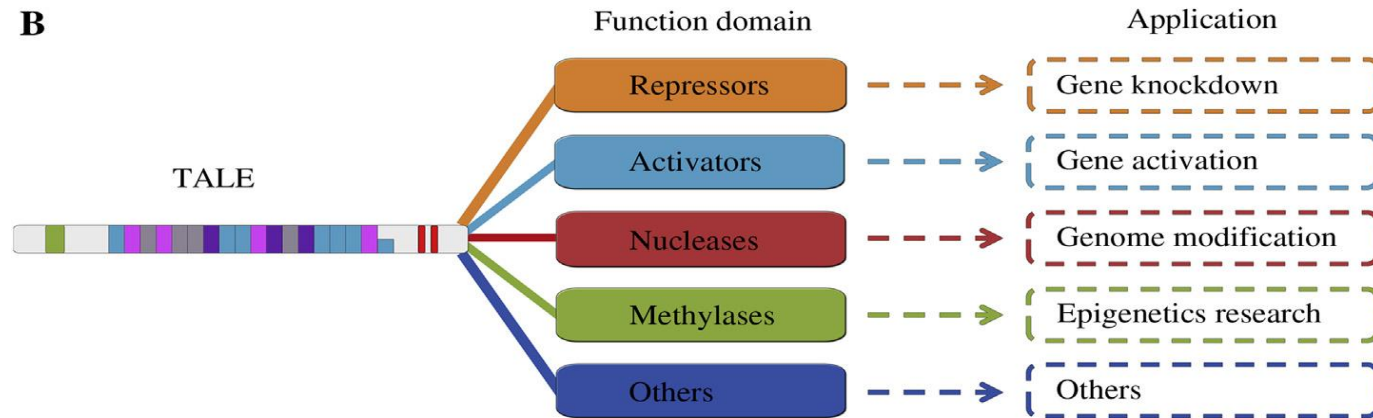 B
Function domain
Application
TALE
Repressors
Gene knockdown
Activators
Gene activation
Nucleases
Genome modification
Methylases
Epigenetics research
Others
Others